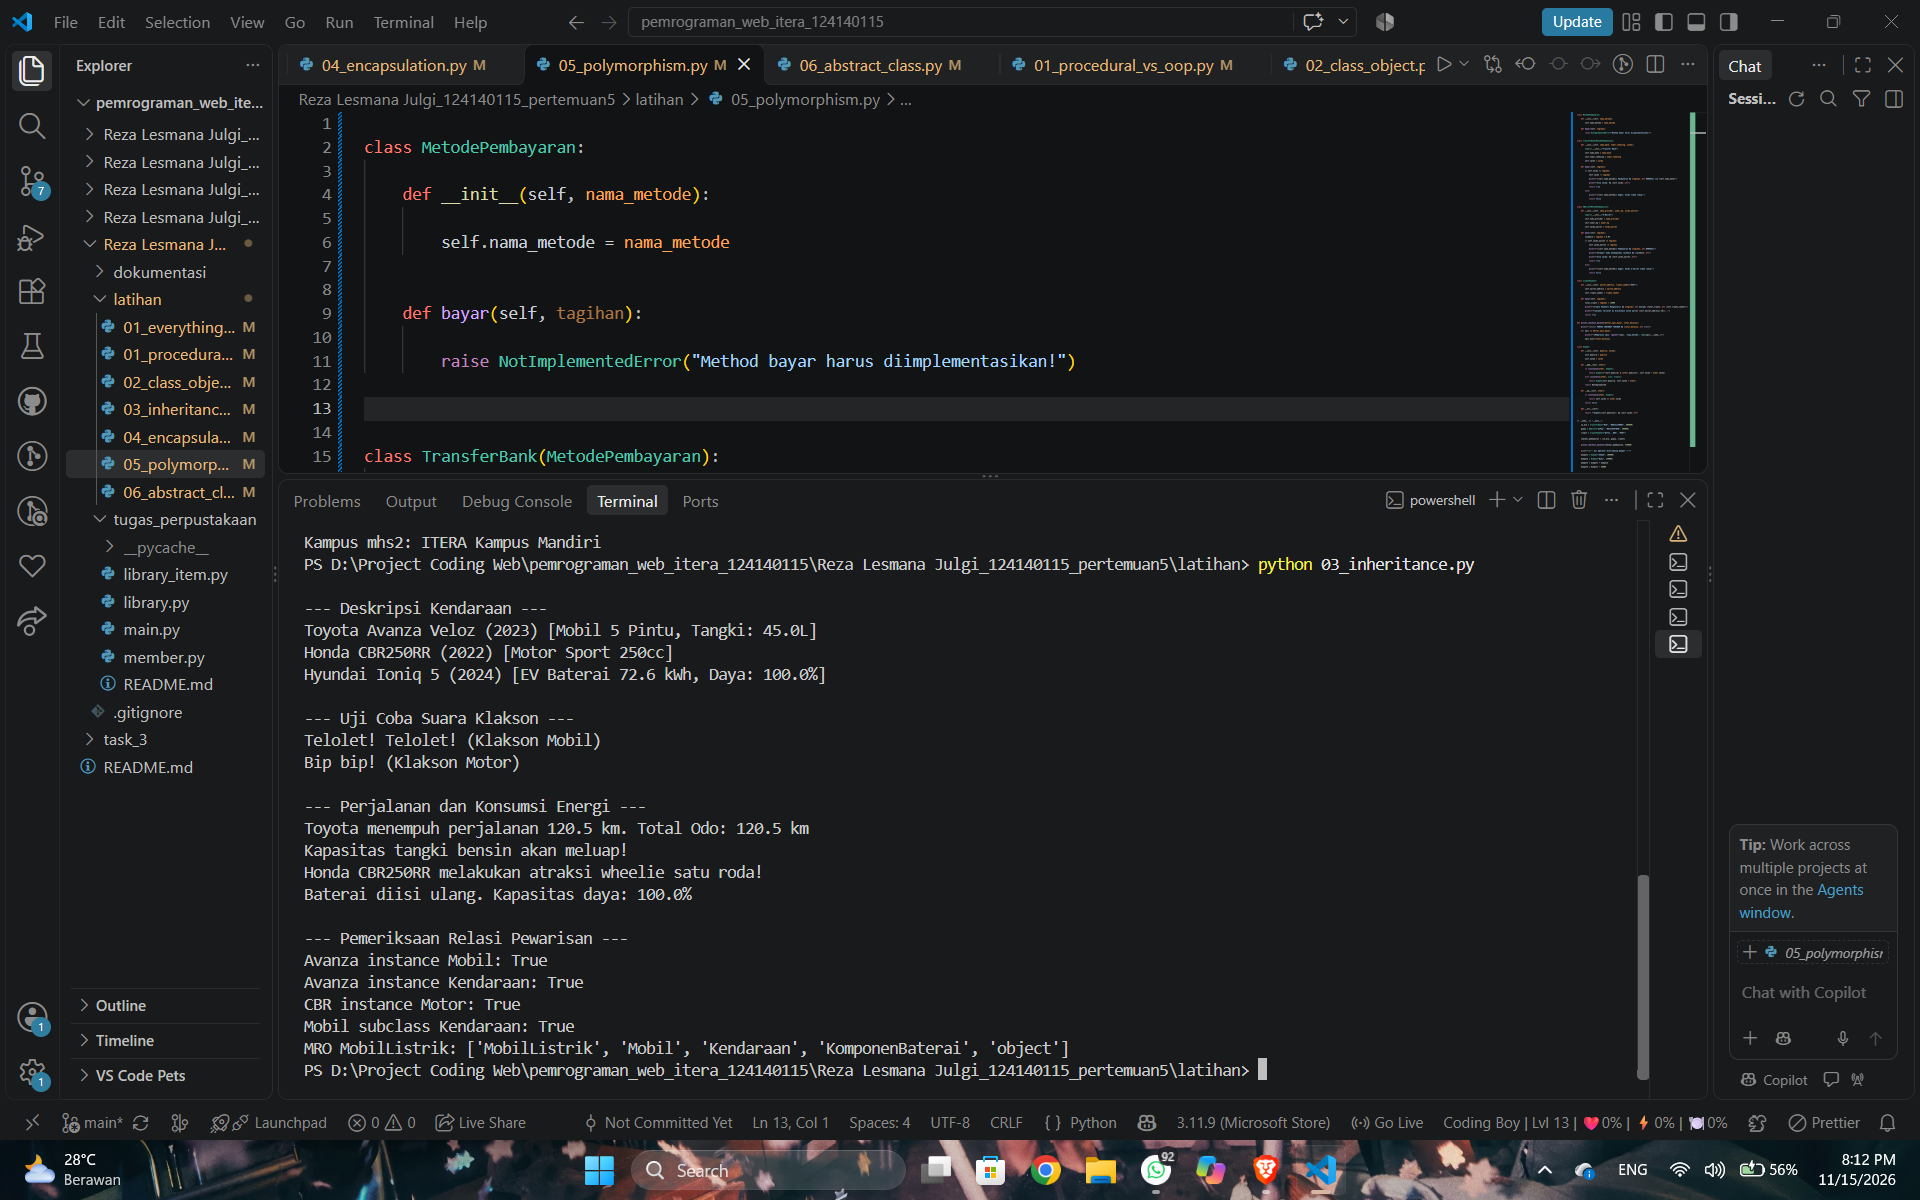 File Edit Selection View Go Run Terminal Help
pemrograman_web_itera_124140115
Update
Explorer
pemrograman_web_ite...
Reza Lesmana Julgi_...
Reza Lesmana Julgi_...
Reza Lesmana Julgi_...
Reza Lesmana Julgi_...
Reza Lesmana J...
dokumentasi
latihan
01_everything... M
01_procedura... M
02_class_obje... M
03_inheritanc... M
04_encapsula... M
05_polymorp... M
06_abstract_cl... M
tugas_perpustakaan
__pycache__
library_item.py
library.py
main.py
member.py
README.md
.gitignore
task_3
README.md
Outline
Timeline
VS Code Pets
7
1
1
04_encapsulation.py M
05_polymorphism.py M
06_abstract_class.py M
01_procedural_vs_oop.py M
02_class_object.p
Reza Lesmana Julgi_124140115_pertemuan5 > latihan > 05_polymorphism.py > ...
1
2 class MetodePembayaran:
3
4 def __init__(self, nama_metode):
5
6 self.nama_metode = nama_metode
7
8
9 def bayar(self, tagihan):
10
11 raise NotImplementedError("Method bayar harus diimplementasikan!")
12
13
14
15 class TransferBank(MetodePembayaran):
Problems Output Debug Console Terminal Ports
powershell
Kampus mhs2: ITERA Kampus Mandiri
PS D:\Project Coding Web\pemrograman_web_itera_124140115\Reza Lesmana Julgi_124140115_pertemuan5\latihan> python 03_inheritance.py
--- Deskripsi Kendaraan ---
Toyota Avanza Veloz (2023) [Mobil 5 Pintu, Tangki: 45.0L]
Honda CBR250RR (2022) [Motor Sport 250cc]
Hyundai Ioniq 5 (2024) [EV Baterai 72.6 kWh, Daya: 100.0%]
--- Uji Coba Suara Klakson ---
Telolet! Telolet! (Klakson Mobil)
Bip bip! (Klakson Motor)
--- Perjalanan dan Konsumsi Energi ---
Toyota menempuh perjalanan 120.5 km. Total Odo: 120.5 km
Kapasitas tangki bensin akan meluap!
Honda CBR250RR melakukan atraksi wheelie satu roda!
Baterai diisi ulang. Kapasitas daya: 100.0%
--- Pemeriksaan Relasi Pewarisan ---
Avanza instance Mobil: True
Avanza instance Kendaraan: True
CBR instance Motor: True
Mobil subclass Kendaraan: True
MRO MobilListrik: ['MobilListrik', 'Mobil', 'Kendaraan', 'KomponenBaterai', 'object']
PS D:\Project Coding Web\pemrograman_web_itera_124140115\Reza Lesmana Julgi_124140115_pertemuan5\latihan>
Chat
Sessi...
Tip: Work across
multiple projects at
once in the Agents
window.
05_polymorphisr
Chat with Copilot
Copilot
main* Launchpad 0 0 Live Share Not Committed Yet Ln 13, Col 1 Spaces: 4 UTF-8 CRLF { } Python 3.11.9 (Microsoft Store) Go Live Coding Boy | Lvl 13 | 0% | 0% | 0% Prettier
28°C
Berawan
Search
92
ENG
56%
8:12 PM
11/15/2026